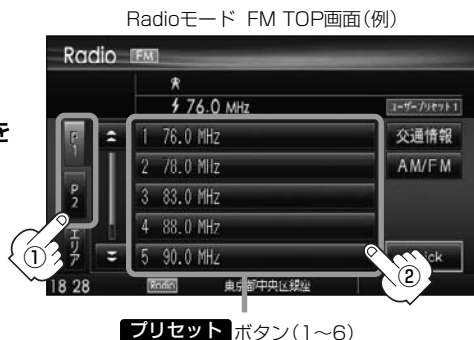 Radioモード FM TOP画面(例)
Radio FM
76.0 MHz
ユーザープリセット1
P1
1 76.0 MHz
交通情報
2 78.0 MHz
AM/FM
P2
3 83.0 MHz
4 88.0 MHz
エリア
5 90.0 MHz
ck
を
①
②
18 28
Radio
東京都中央区銀座
プリセット ボタン(1～6)